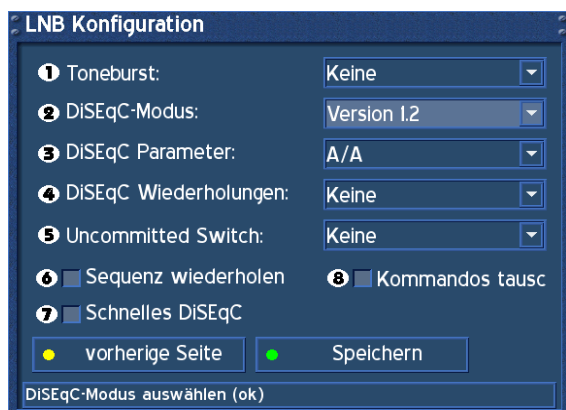 LNB Konfiguration
1 Toneburst: Keine
2 DiSEqC-Modus: Version 1.2
3 DiSEqC Parameter: A/A
4 DiSEqC Wiederholungen: Keine
5 Uncommitted Switch: Keine
6 Sequenz wiederholen 8 Kommandos tausc
7 Schnelles DiSEqC
vorherige Seite Speichern
DiSEqC-Modus auswählen (ok)